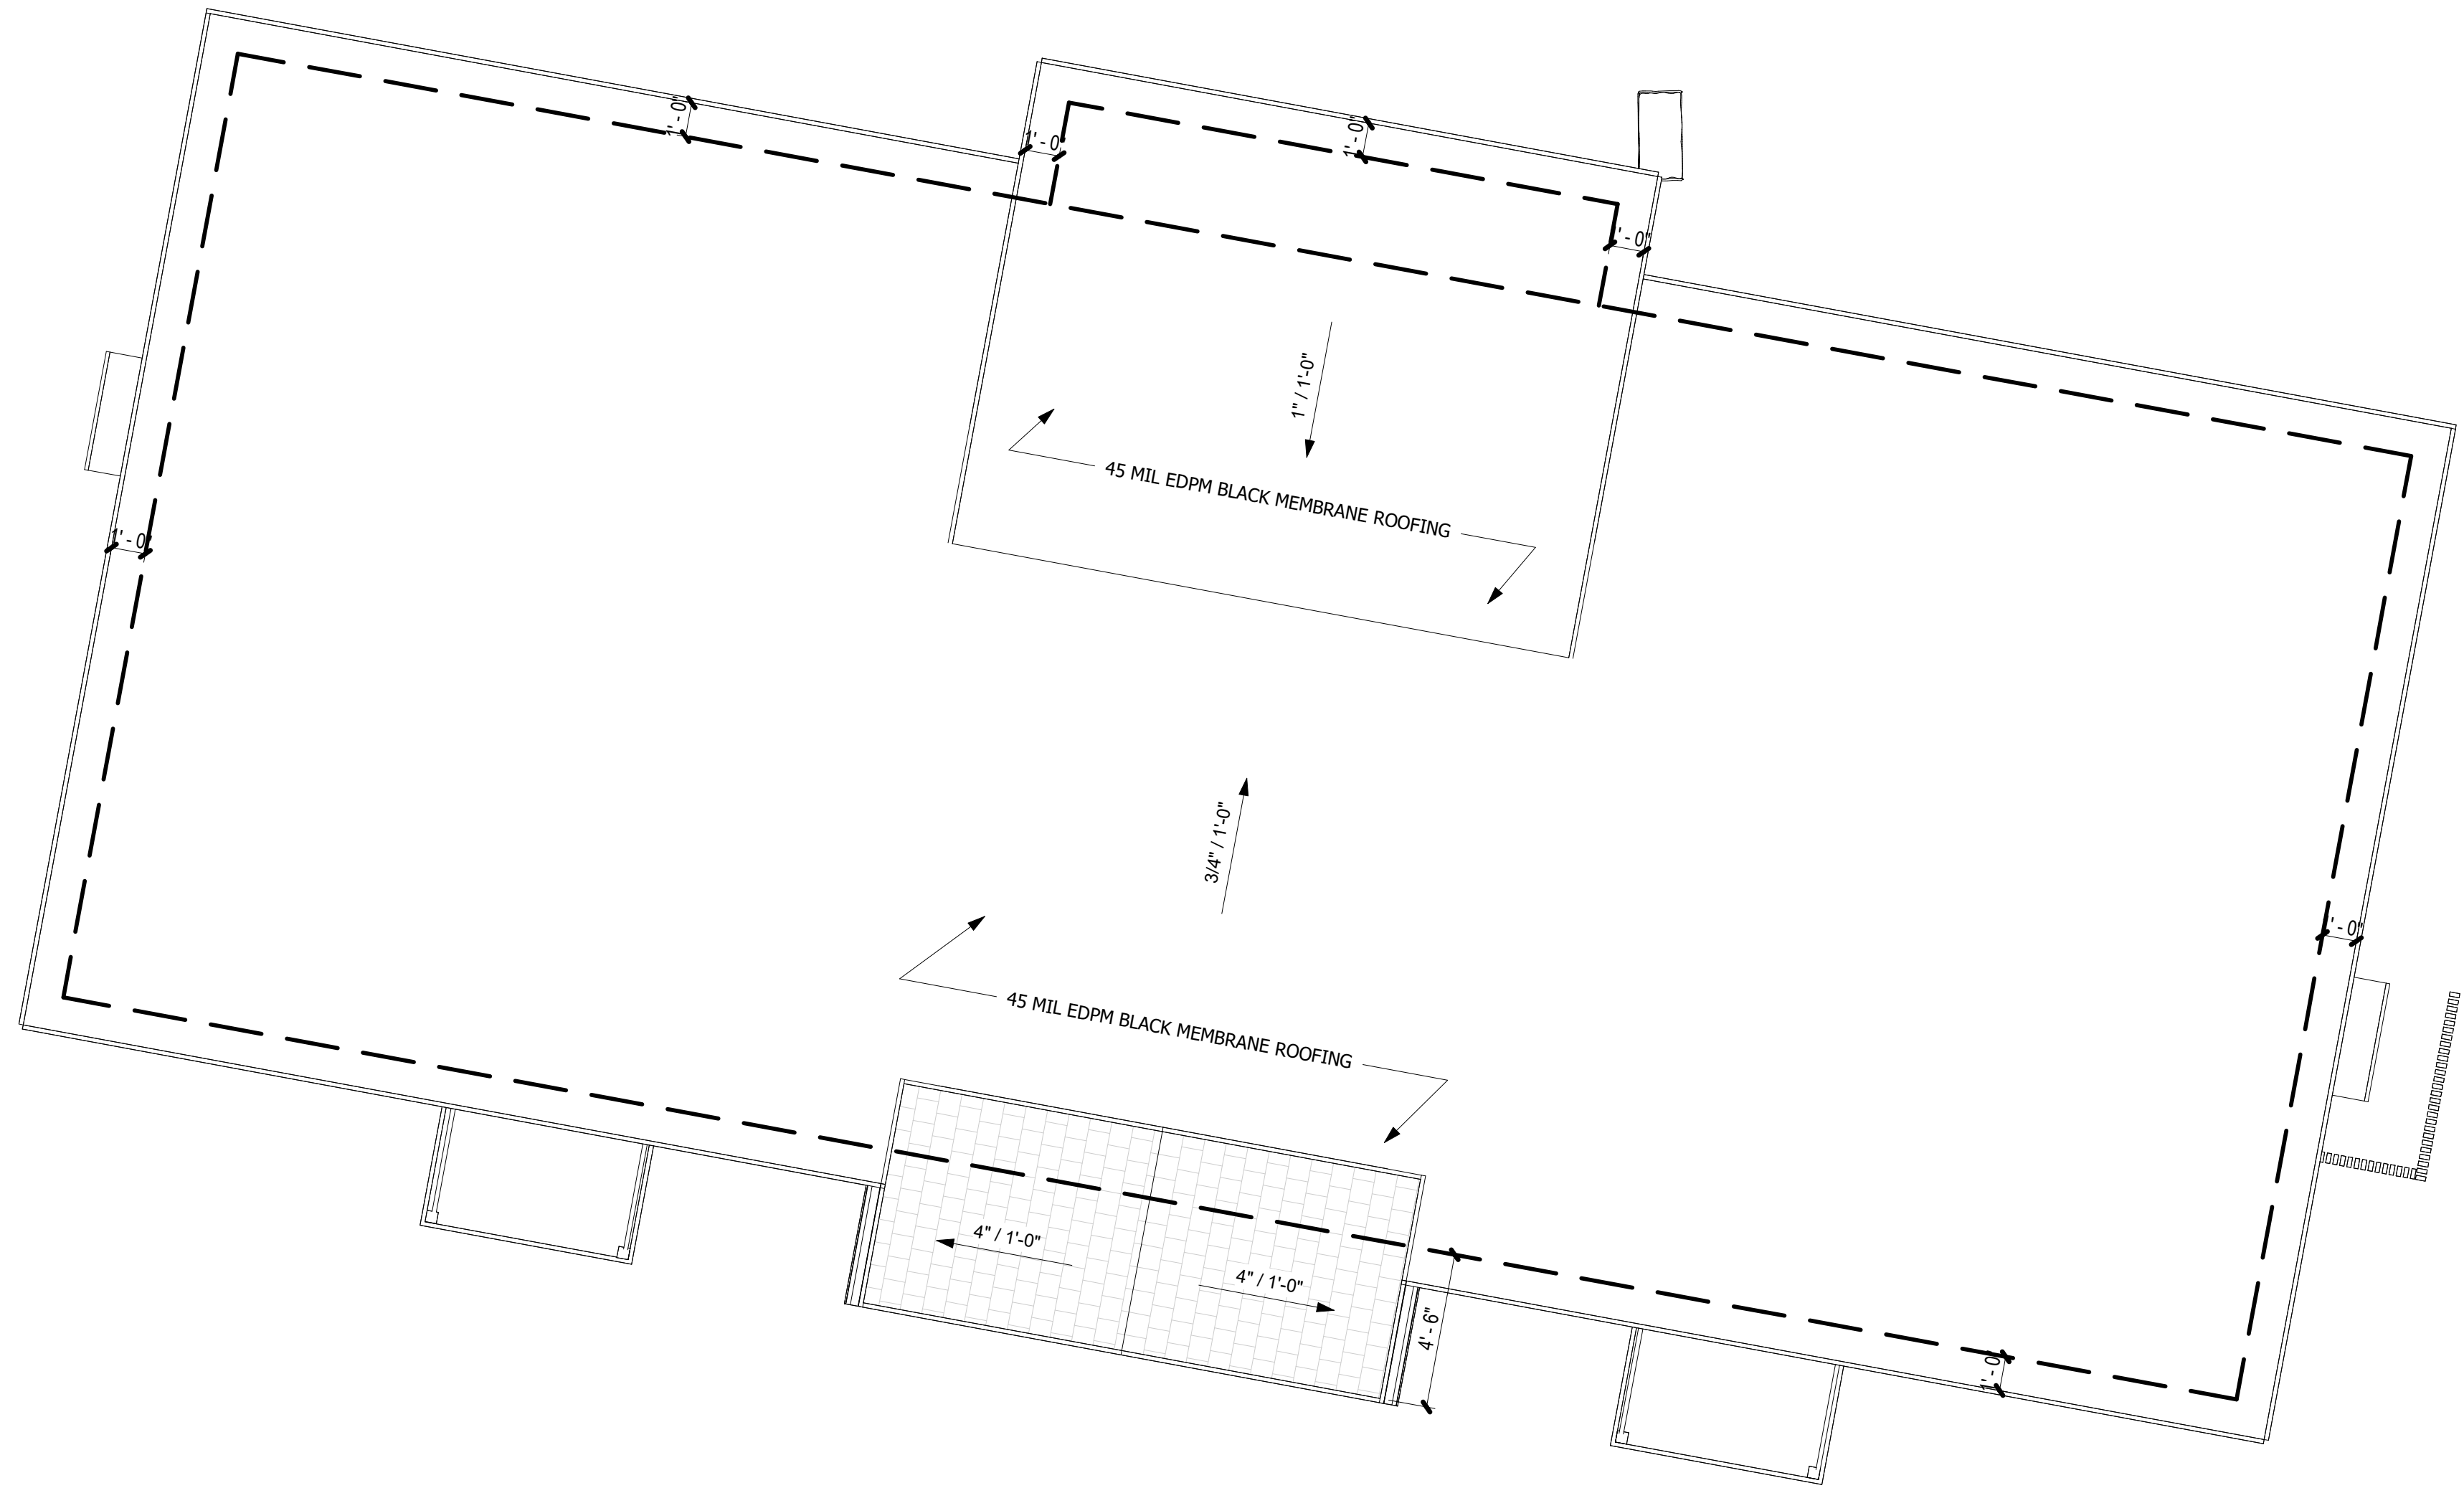 1' - 0"
1' - 0"
1' - 0
' - 0"
1" / 1'-0"
45 MIL EDPM BLACK MEMBRANE ROOFING
1' - 0"
3/4" / 1'-0"
' - 0"
45 MIL EDPM BLACK MEMBRANE ROOFING
4" / 1'-0"
4" / 1'-0"
4' - 6"
1' - 0"